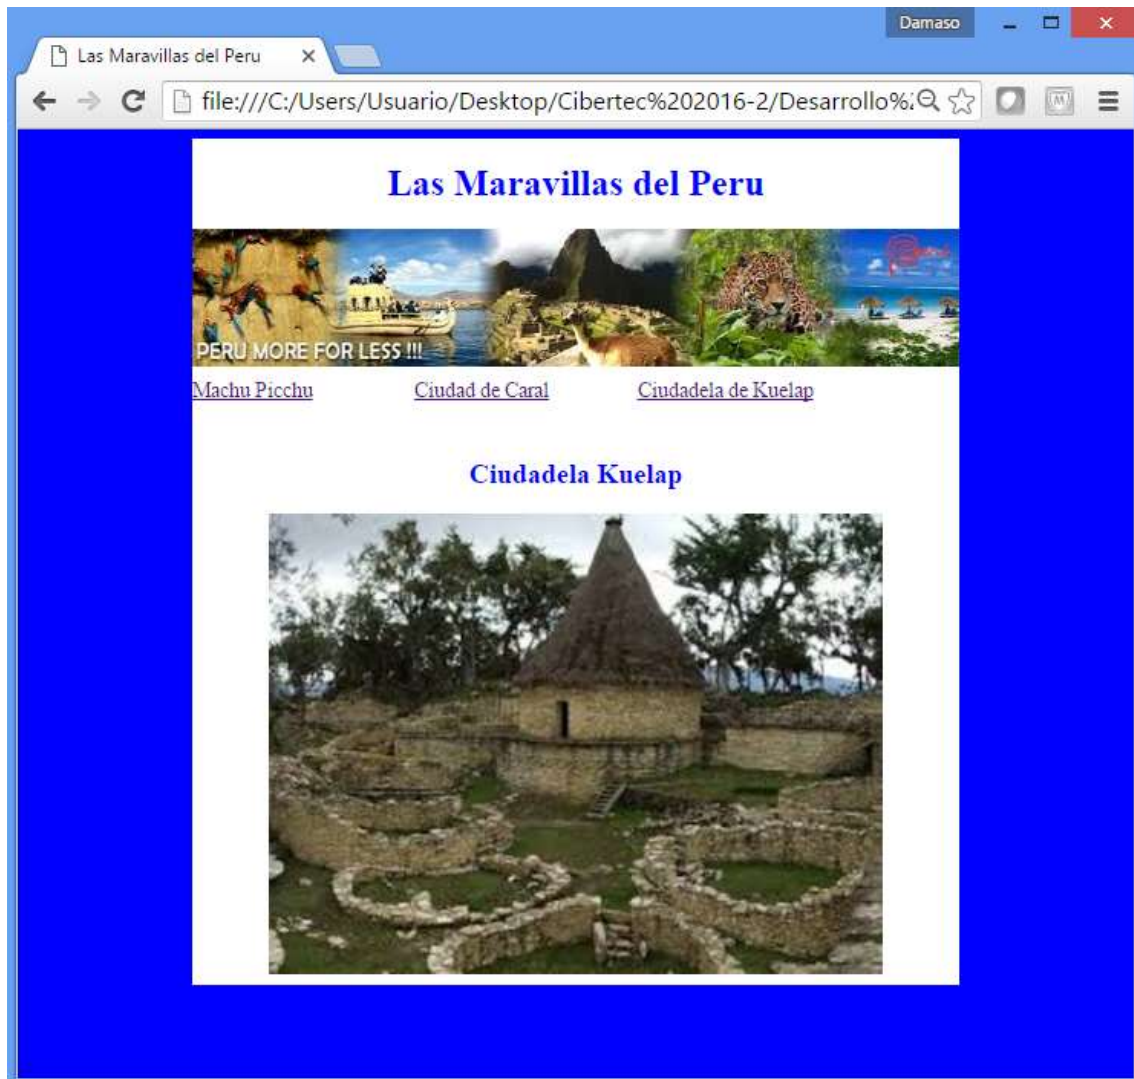 Damaso
Las Maravillas del Peru
file:///C:/Users/Usuario/Desktop/Cibertec%202016-2/Desarrollo%2
Las Maravillas del Peru
PERU MORE FOR LESS !!!
Machu Picchu Ciudad de Caral Ciudadela de Kuelap
Ciudadela Kuelap